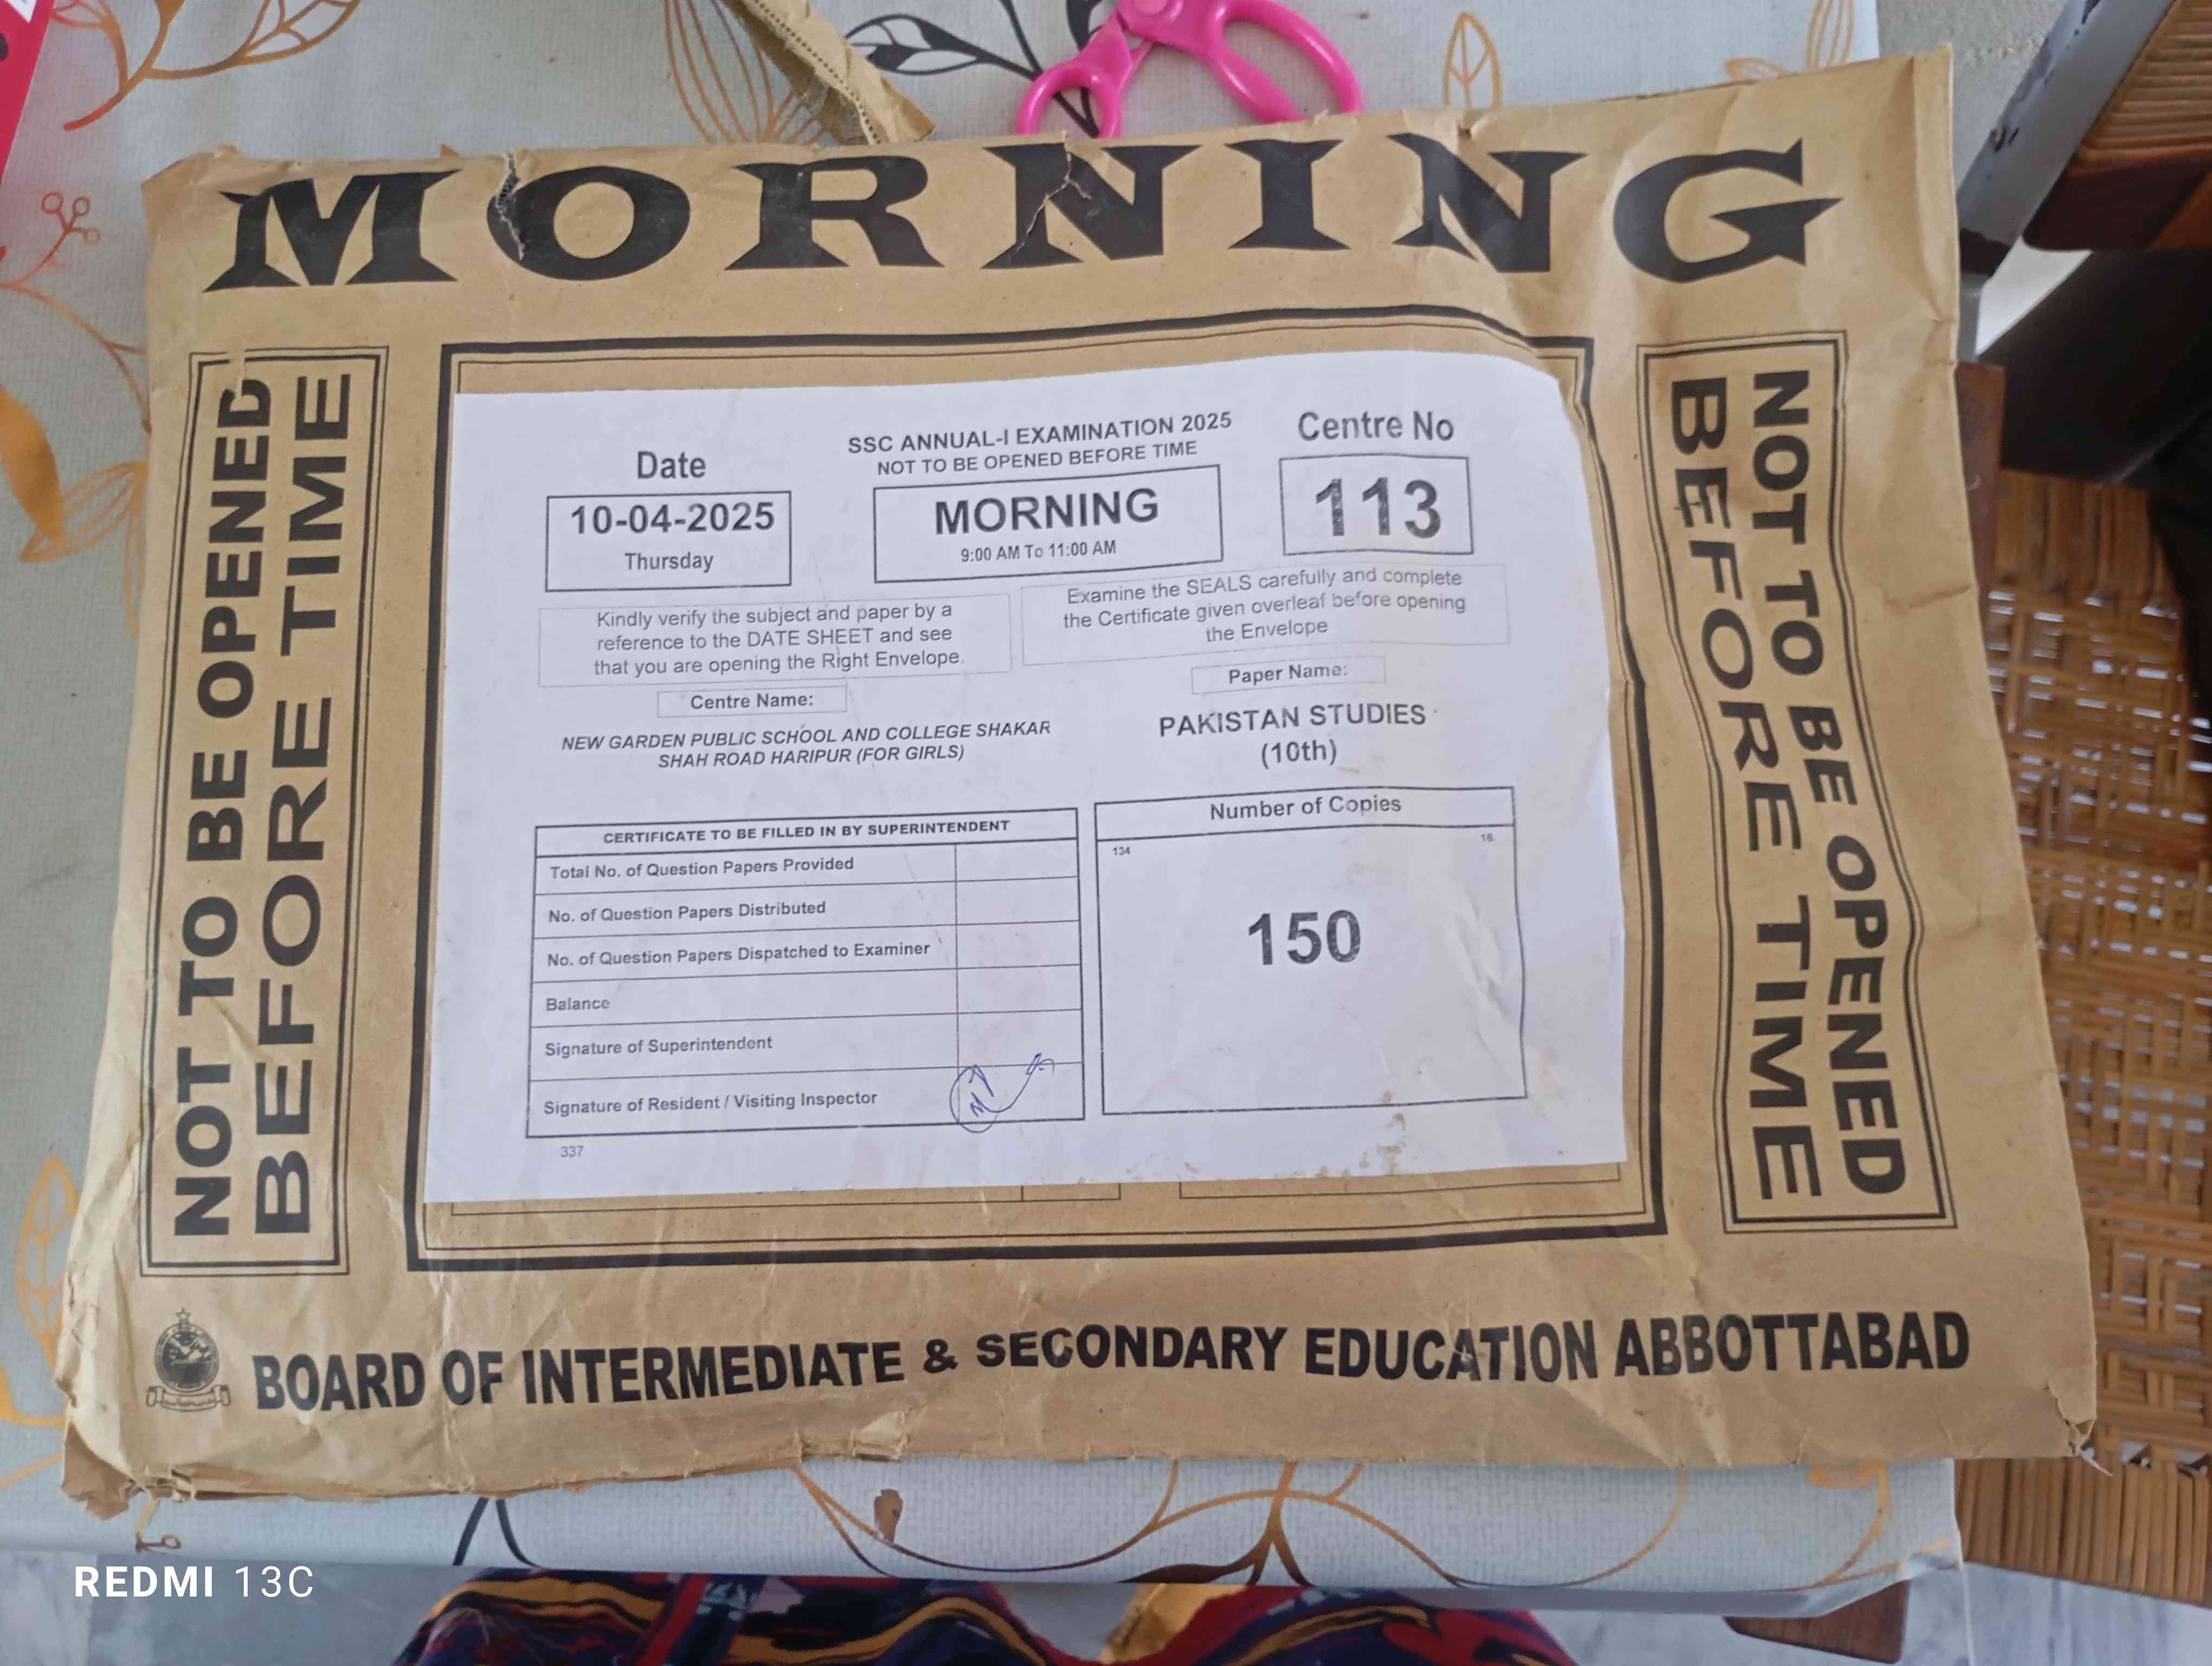 MORNING
NOT TO BE OPENED
BEFORE TIME
SSC ANNUAL-I EXAMINATION 2025
NOT TO BE OPENED BEFORE TIME
Date
10-04-2025
Thursday
MORNING
9:00 AM To 11:00 AM
Centre No
113
Kindly verify the subject and paper by a
reference to the DATE SHEET and see
that you are opening the Right Envelope.
Examine the SEALS carefully and complete
the Certificate given overleaf before opening
the Envelope
Centre Name:
NEW GARDEN PUBLIC SCHOOL AND COLLEGE SHAKAR
SHAH ROAD HARIPUR (FOR GIRLS)
Paper Name:
PAKISTAN STUDIES
(10th)
CERTIFICATE TO BE FILLED IN BY SUPERINTENDENT
Total No. of Question Papers Provided
No. of Question Papers Distributed
No. of Question Papers Dispatched to Examiner
Balance
Signature of Superintendent
Signature of Resident / Visiting Inspector
337
Number of Copies
134
16
150
NOT TO BE OPENED
BEFORE TIME
BOARD OF INTERMEDIATE & SECONDARY EDUCATION ABBOTTABAD
REDMI 13C